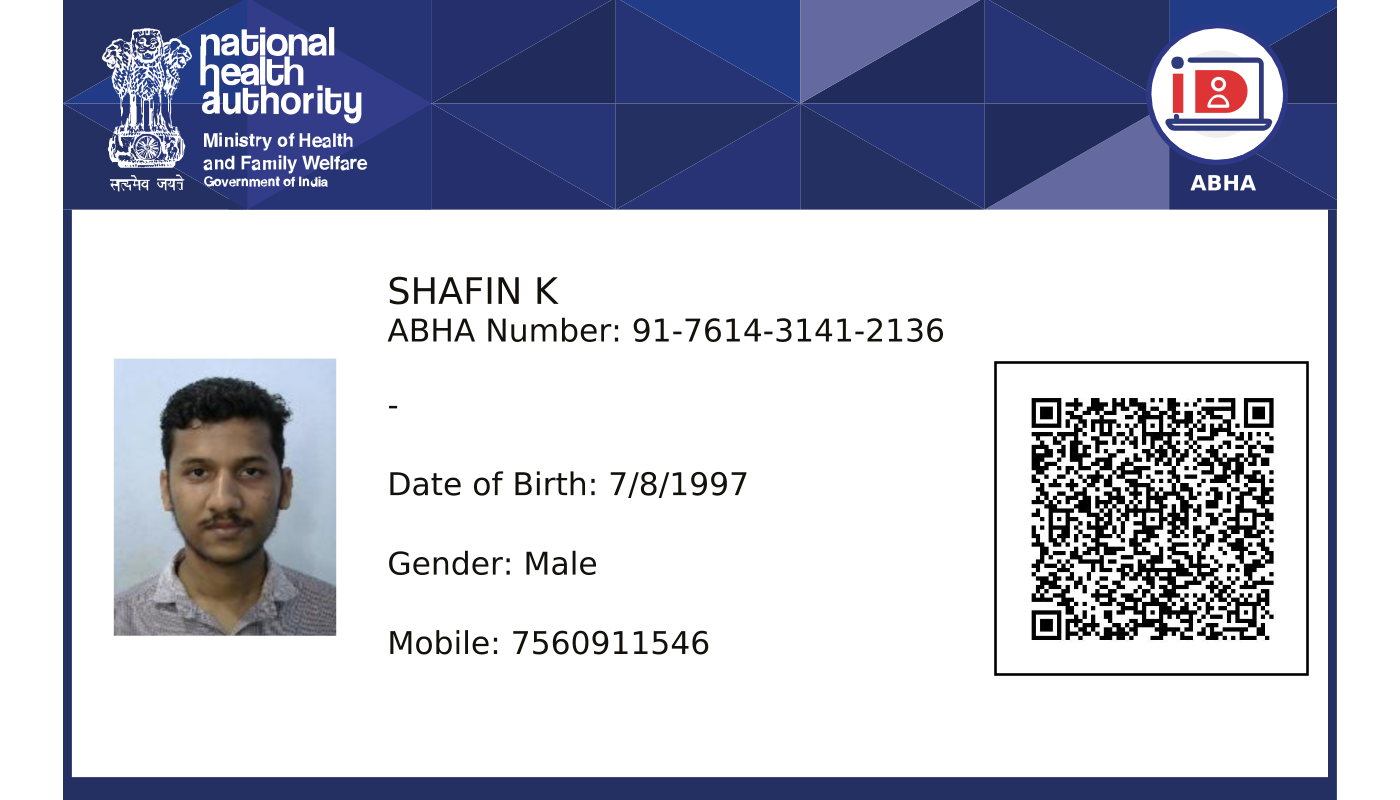 national
health
authority
Ministry of Health
and Family Welfare
Government of India
सत्यमेव जयते
ABHA
SHAFIN K
ABHA Number: 91-7614-3141-2136
-
Date of Birth: 7/8/1997
Gender: Male
Mobile: 7560911546